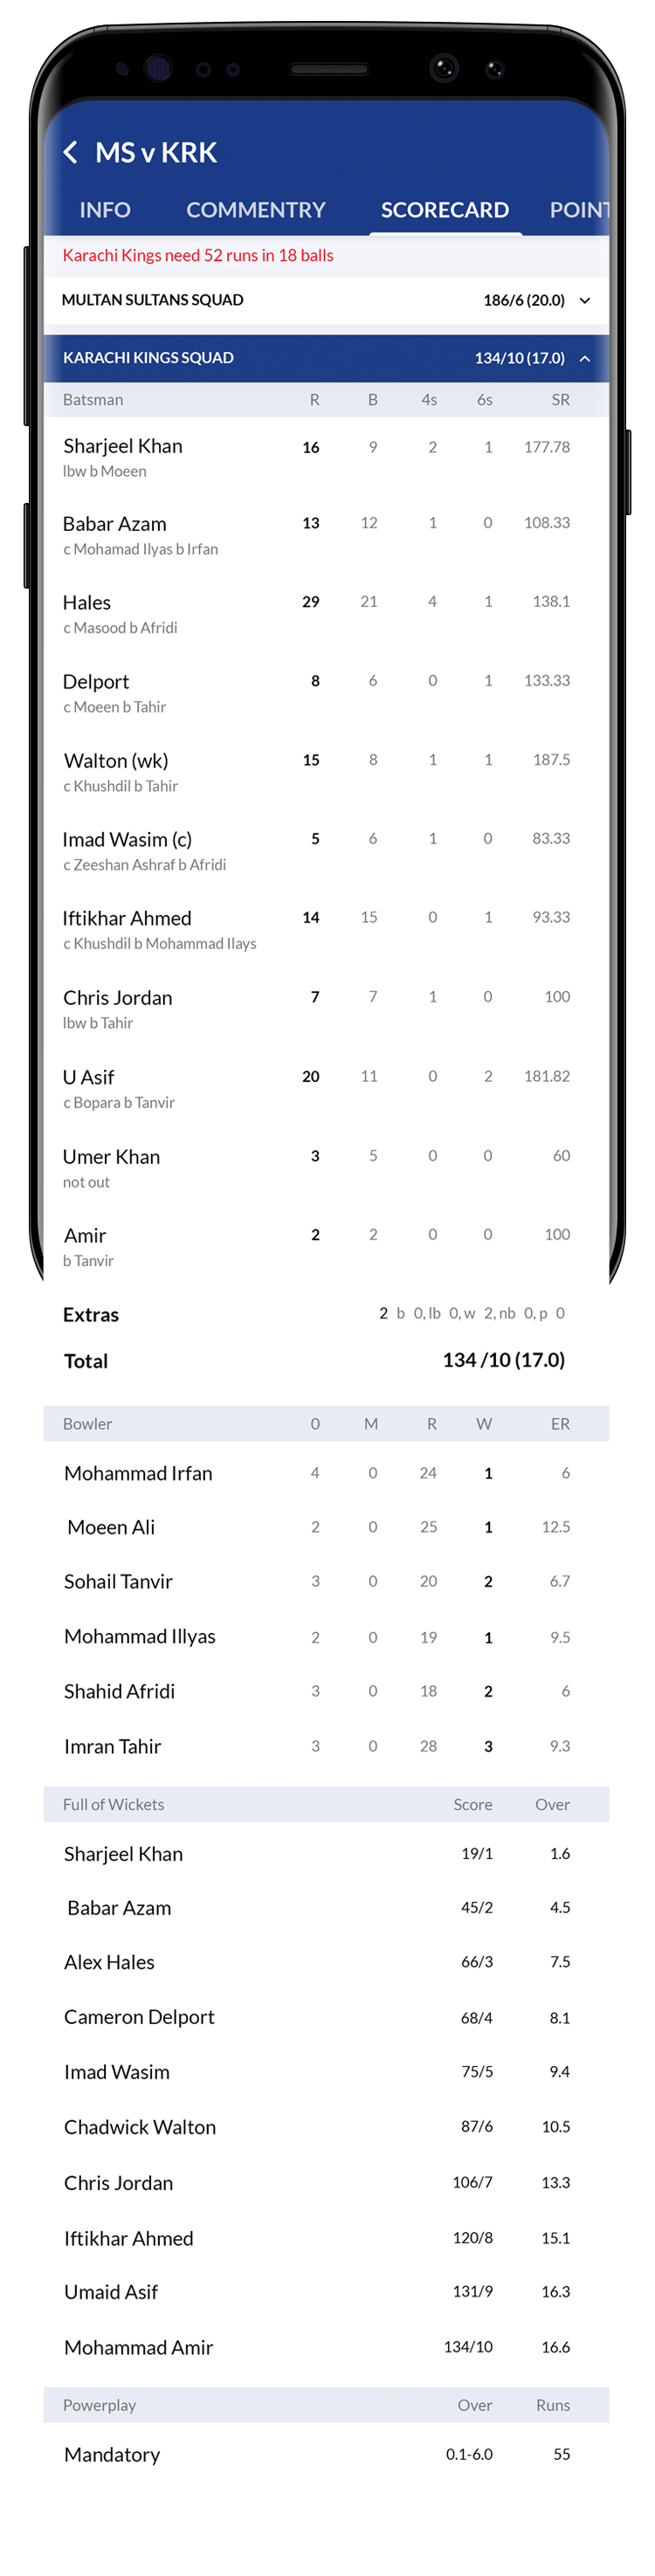 MS v KRK
INFO COMMENTRY SCORECARD POINT
Karachi Kings need 52 runs in 18 balls
MULTAN SULTANS SQUAD 186/6 (20.0)
KARACHI KINGS SQUAD 134/10 (17.0)
Batsman R B 4s 6s SR
Sharjeel Khan 16 9 2 1 177.78
lbw b Moeen
Babar Azam 13 12 1 0 108.33
c Mohamad Ilyas b Irfan
Hales 29 21 4 1 138.1
c Masood b Afridi
Delport 8 6 0 1 133.33
c Moeen b Tahir
Walton (wk) 15 8 1 1 187.5
c Khushdil b Tahir
Imad Wasim (c) 5 6 1 0 83.33
c Zeeshan Ashraf b Afridi
Iftikhar Ahmed 14 15 0 1 93.33
c Khushdil b Mohammad Ilays
Chris Jordan 7 7 1 0 100
lbw b Tahir
U Asif 20 11 0 2 181.82
c Bopara b Tanvir
Umer Khan 3 5 0 0 60
not out
Amir 2 2 0 0 100
b Tanvir
Extras 2 b 0, lb 0, w 2, nb 0, p 0
Total 134 /10 (17.0)
Bowler 0 M R W ER
Mohammad Irfan 4 0 24 1 6
Moeen Ali 2 0 25 1 12.5
Sohail Tanvir 3 0 20 2 6.7
Mohammad Illyas 2 0 19 1 9.5
Shahid Afridi 3 0 18 2 6
Imran Tahir 3 0 28 3 9.3
Full of Wickets Score Over
Sharjeel Khan 19/1 1.6
Babar Azam 45/2 4.5
Alex Hales 66/3 7.5
Cameron Delport 68/4 8.1
Imad Wasim 75/5 9.4
Chadwick Walton 87/6 10.5
Chris Jordan 106/7 13.3
Iftikhar Ahmed 120/8 15.1
Umaid Asif 131/9 16.3
Mohammad Amir 134/10 16.6
Powerplay Over Runs
Mandatory 0.1-6.0 55